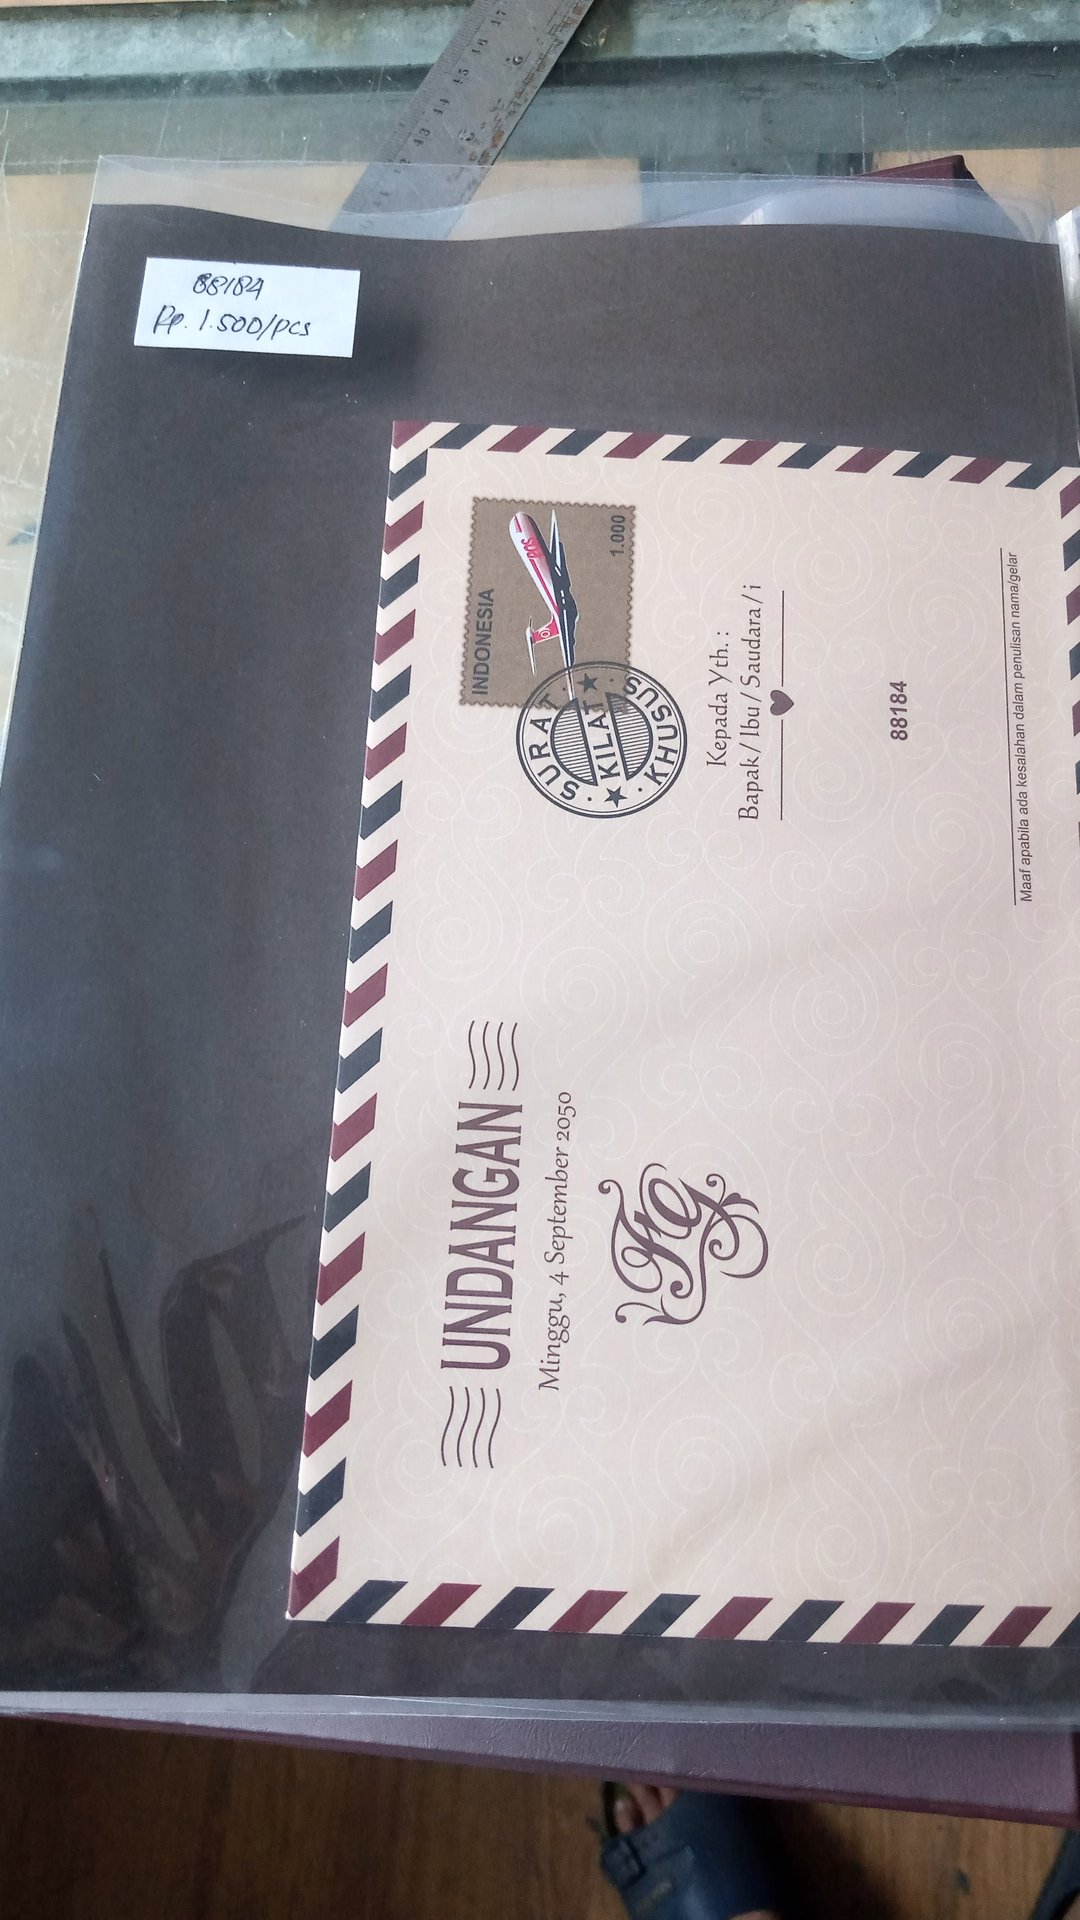 88184
Rp. 1.500/pcs
UNDANGAN
Minggu, 4 September 2050
INDONESIA
1.000
POS
SURAT
KILAT
KHUSUS
Kepada Yth. :
Bapak / Ibu / Saudara / i
88184
Maaf apabila ada kesalahan dalam penulisan nama/gelar